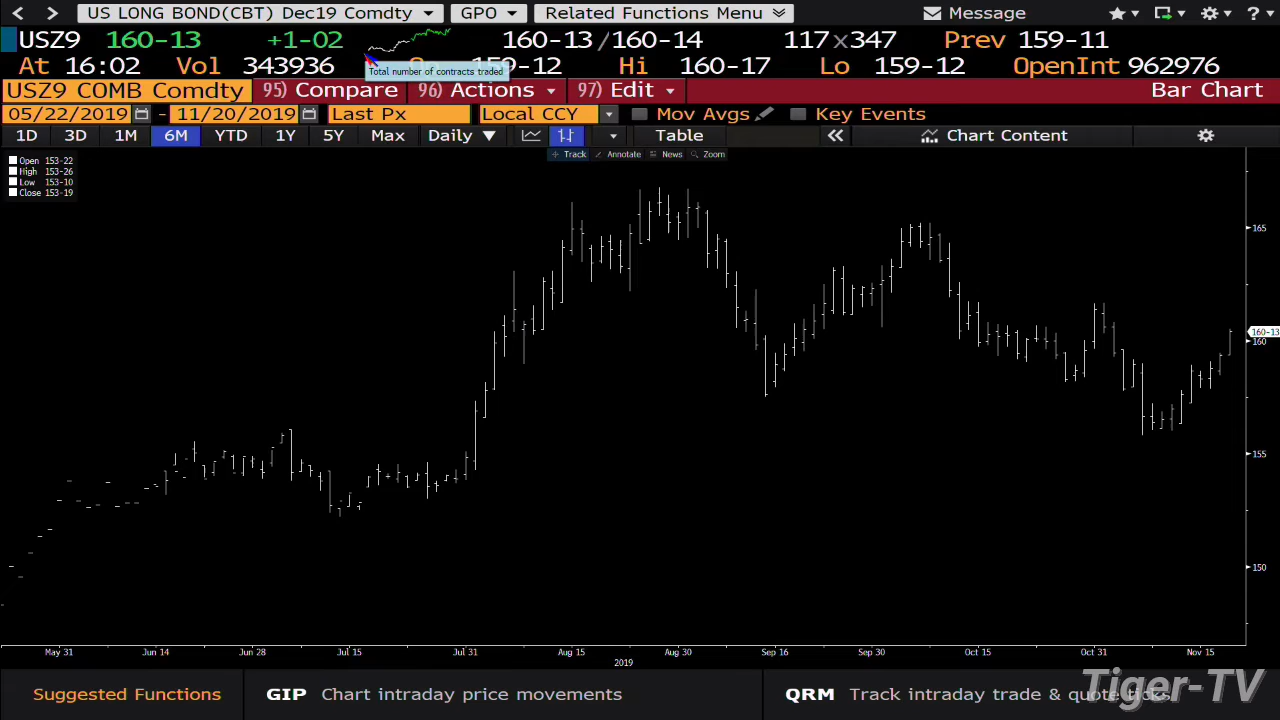 US LONG BOND(CBT) Dec19 Comdty GPO Related Functions Menu Message ?
USZ9 160-13 +1-02 160-13/160-14 117x347 Prev 159-11
At 16:02 Vol 343936 159-12 Hi 160-17 Lo 159-12 OpenInt 962976
Total number of contracts traded
USZ9 COMB Comdty 95) Compare 96) Actions 97) Edit Bar Chart
05/22/2019 - 11/20/2019 Last Px Local CCY Mov Avgs Key Events
1D 3D 1M 6M YTD 1Y 5Y Max Daily Table Chart Content
Track Annotate News Zoom
Open 153-22
High 153-26
Low 153-10
Close 153-19
165
160-13
160
155
150
May 31 Jun 14 Jun 28 Jul 15 Jul 31 Aug 15 Aug 30 Sep 16 Sep 30 Oct 15 Oct 31 Nov 15
2019
Suggested Functions GIP Chart intraday price movements QRM Track intraday trade & quote ticks
Tiger-TV